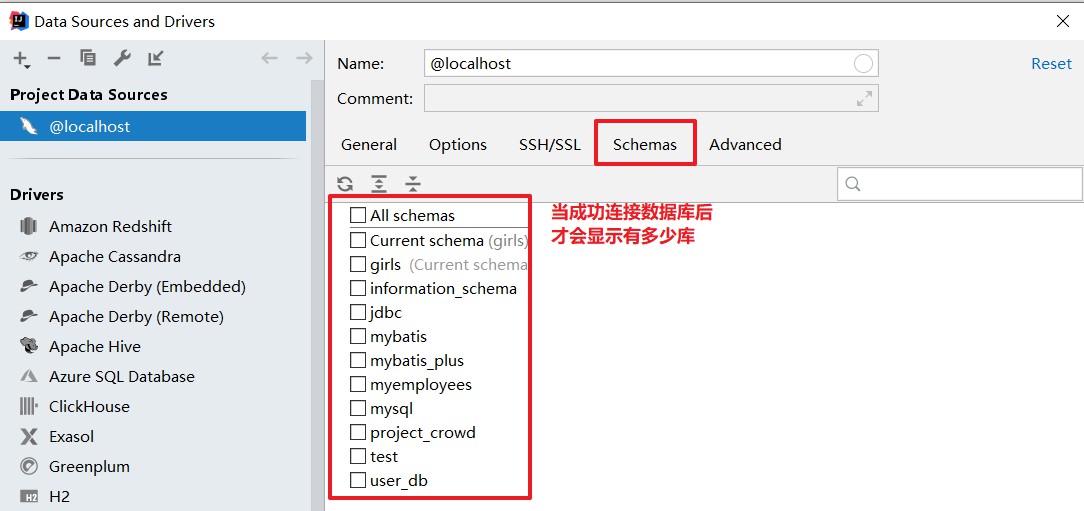 Data Sources and Drivers
Name: @localhost Reset
Comment:
Project Data Sources
@localhost
General Options SSH/SSL Schemas Advanced
Drivers
Amazon Redshift
Apache Cassandra
Apache Derby (Embedded)
Apache Derby (Remote)
Apache Hive
Azure SQL Database
ClickHouse
Exasol
Greenplum
H2
All schemas
Current schema (girls)
girls (Current schema
information_schema
jdbc
mybatis
mybatis_plus
myemployees
mysql
project_crowd
test
user_db
当成功连接数据库后
才会显示有多少库